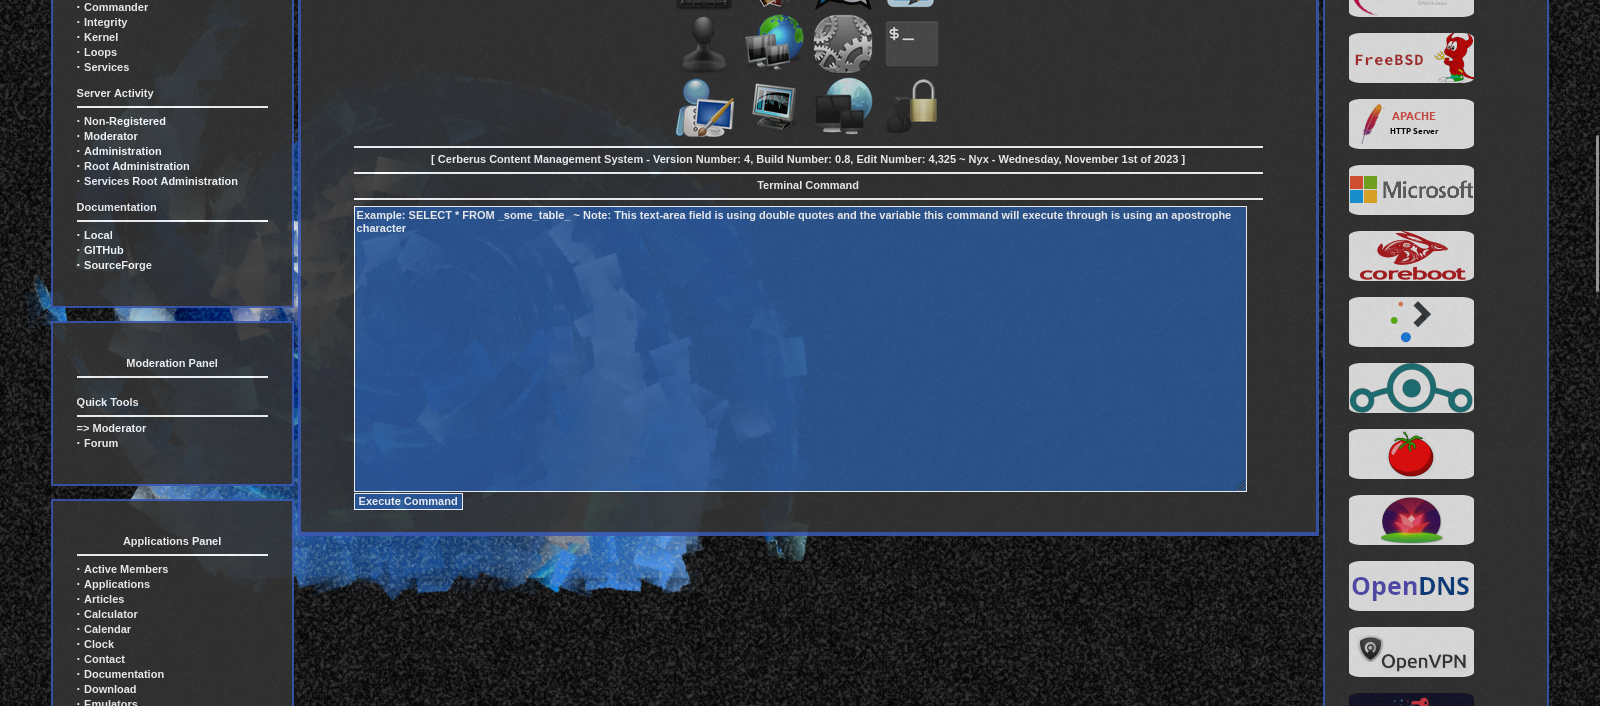 · Commander
· Integrity
· Kernel
· Loops
· Services
Server Activity
· Non-Registered
· Moderator
· Administration
· Root Administration
· Services Root Administration
Documentation
· Local
· GITHub
· SourceForge
Moderation Panel
Quick Tools
=> Moderator
· Forum
Applications Panel
· Active Members
· Applications
· Articles
· Calculator
· Calendar
· Clock
· Contact
· Documentation
· Download
· Emulators
$ _
[ Cerberus Content Management System - Version Number: 4, Build Number: 0.8, Edit Number: 4,325 ~ Nyx - Wednesday, November 1st of 2023 ]
Terminal Command
Example: SELECT * FROM _some_table_ ~ Note: This text-area field is using double quotes and the variable this command will execute through is using an apostrophe
character
Execute Command
FreeBSD
APACHE
HTTP Server
Microsoft
coreboot
OpenDNS
OpenVPN